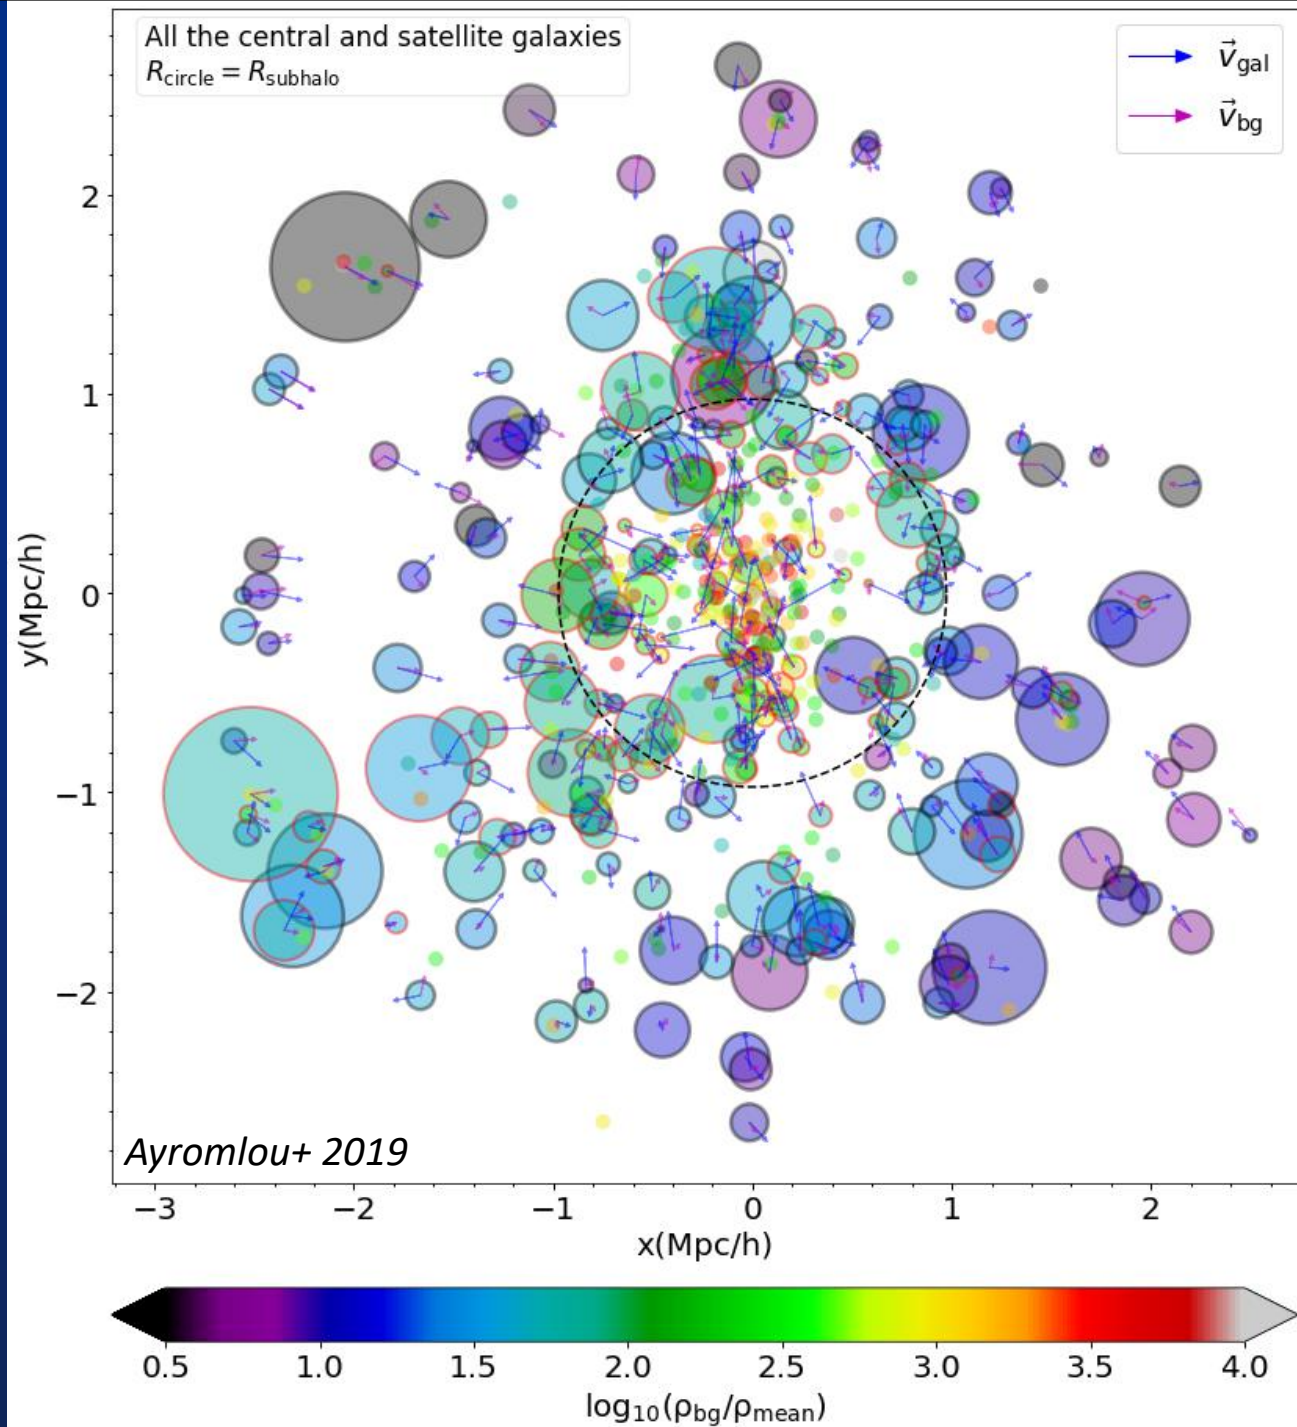 All the central and satellite galaxies
R_circle = R_subhalo
v⃗_gal
v⃗_bg
y(Mpc/h)
2
1
0
−1
−2
Ayromlou+ 2019
−3 −2 −1 0 1 2
x(Mpc/h)
0.5 1.0 1.5 2.0 2.5 3.0 3.5 4.0
log₁₀(ρ_bg/ρ_mean)